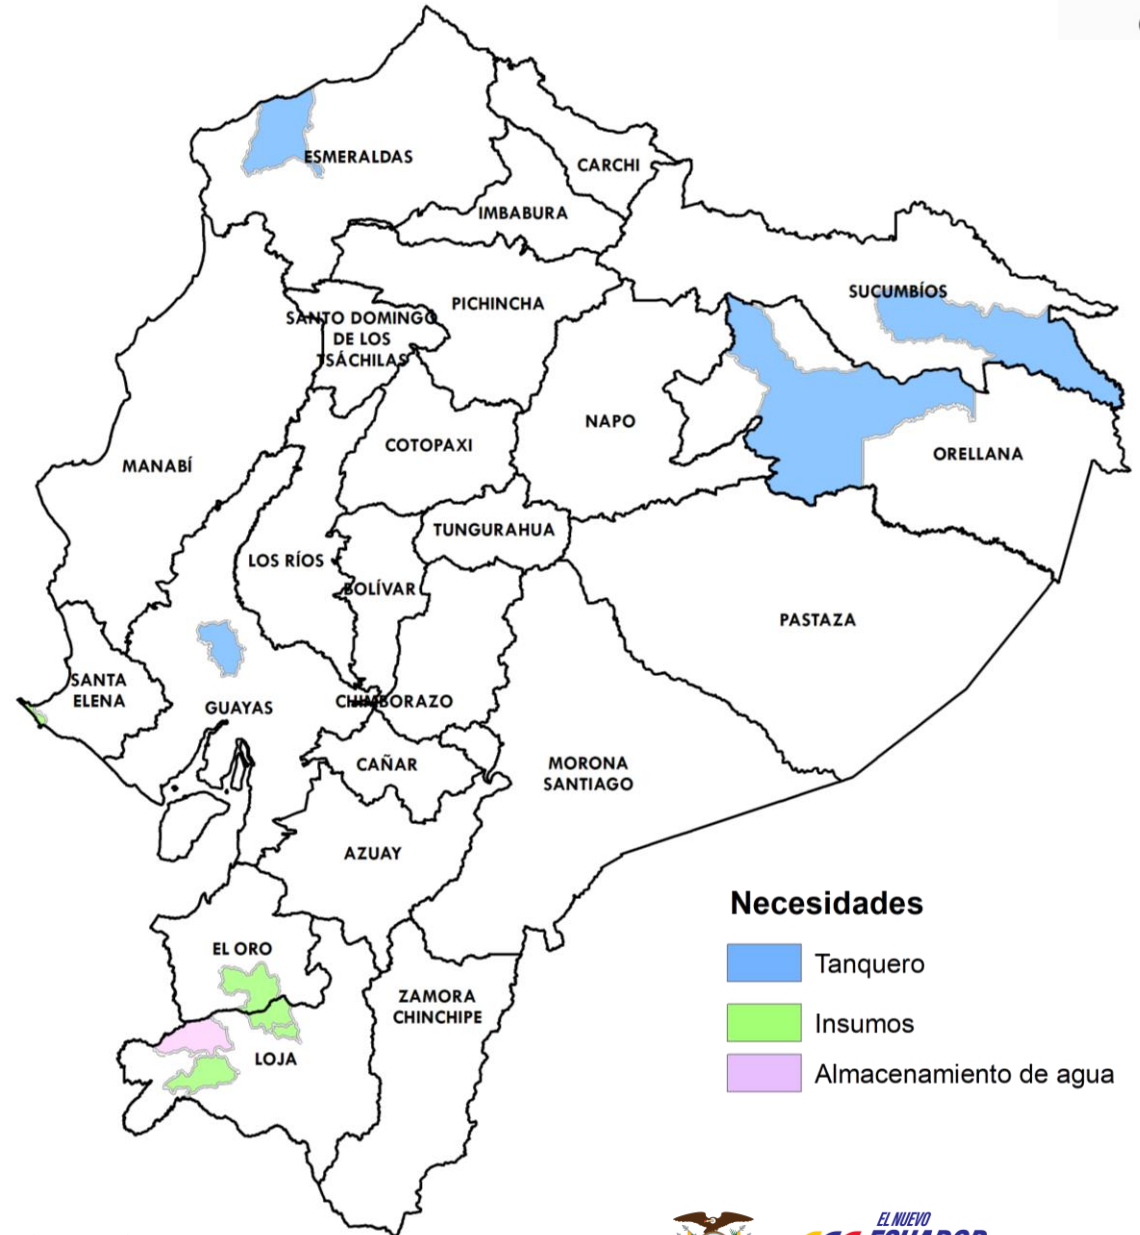 ESMERALDAS
CARCHI
IMBABURA
SUCUMBÍOS
PICHINCHA
SANTO DOMINGO
DE LOS
TSÁCHILAS
NAPO
COTOPAXI
ORELLANA
MANABÍ
TUNGURAHUA
LOS RÍOS
BOLÍVAR
PASTAZA
SANTA
ELENA
GUAYAS
CHIMBORAZO
CAÑAR
MORONA
SANTIAGO
AZUAY
EL ORO
ZAMORA
CHINCHIPE
LOJA
Necesidades
Tanquero
Insumos
Almacenamiento de agua
EL NUEVO
ECUADOR